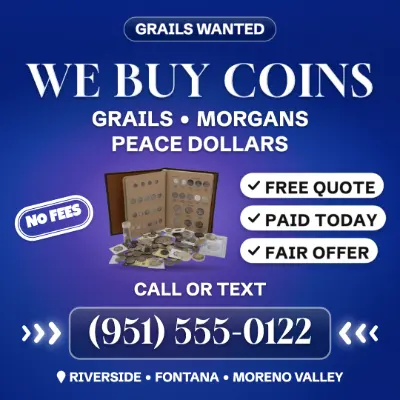 GRAILS WANTED
WE BUY COINS
GRAILS • MORGANS
PEACE DOLLARS
NO FEES
FREE QUOTE
PAID TODAY
FAIR OFFER
CALL OR TEXT
(951) 555-0122
RIVERSIDE • FONTANA • MORENO VALLEY